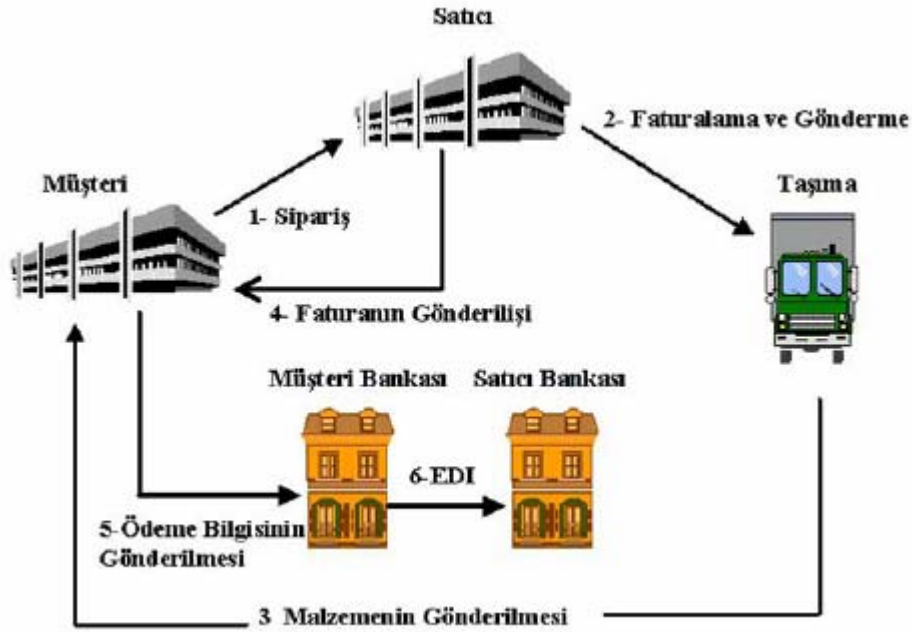 Satıcı
2- Faturalama ve Gönderme
Müşteri
Taşıma
1- Sipariş
4- Faturanın Gönderilişi
Müşteri Bankası
Satıcı Bankası
6-EDI
5-Ödeme Bilgisinin
Gönderilmesi
3 Malzemenin Gönderilmesi